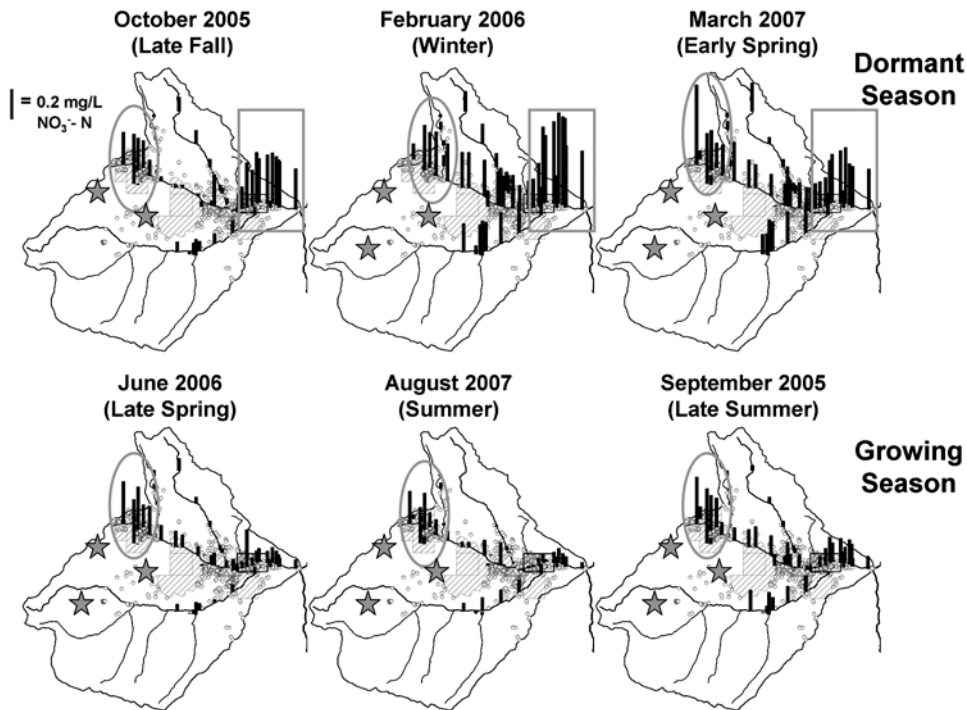 October 2005
(Late Fall)
February 2006
(Winter)
March 2007
(Early Spring)
Dormant
Season
= 0.2 mg/L
NO₃⁻- N
June 2006
(Late Spring)
August 2007
(Summer)
September 2005
(Late Summer)
Growing
Season